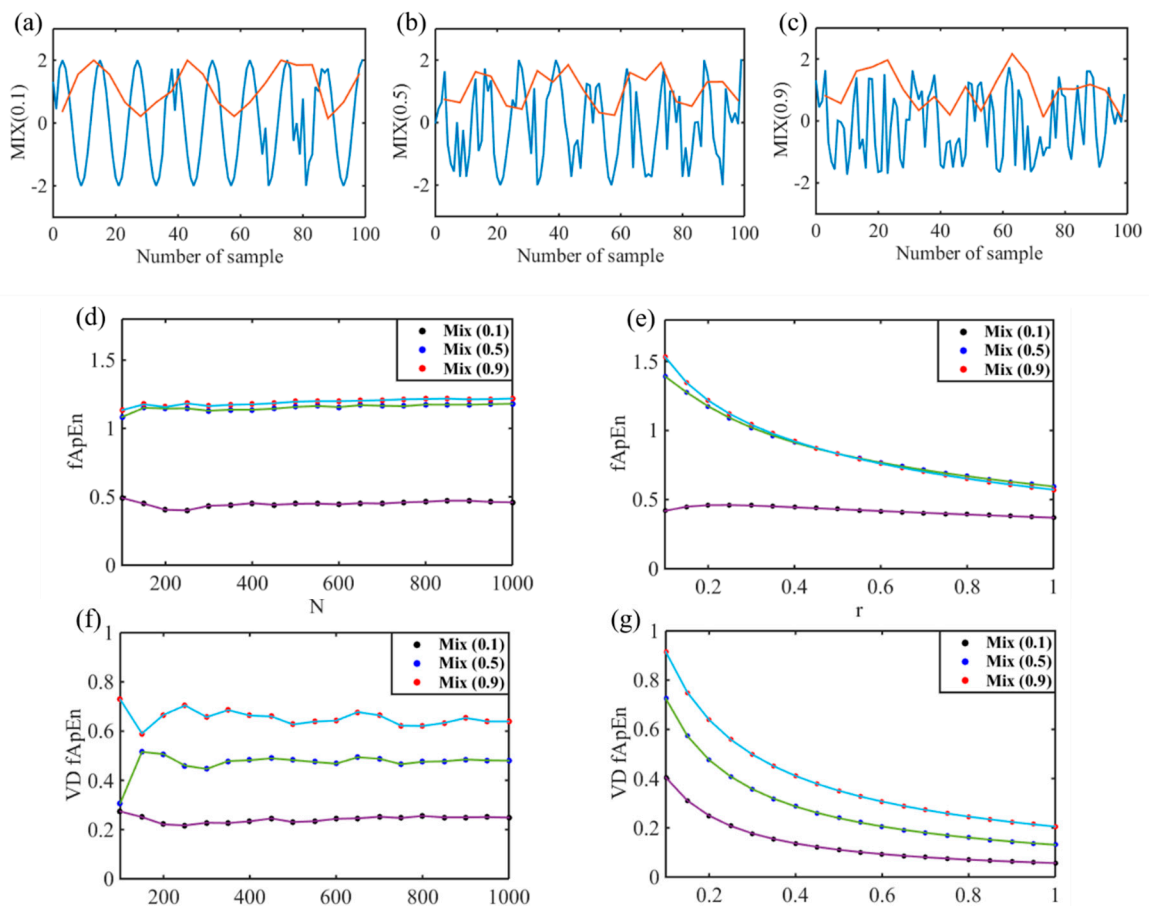 (a)
(b)
(c)
MIX(0.1)
2
0
-2
0 20 40 60 80 100
Number of sample
MIX(0.5)
2
0
-2
0 20 40 60 80 100
Number of sample
MIX(0.9)
2
0
-2
0 20 40 60 80 100
Number of sample
(d)
Mix (0.1)
Mix (0.5)
Mix (0.9)
fApEn
1.5
1
0.5
0
200 400 600 800 1000
N
(e)
Mix (0.1)
Mix (0.5)
Mix (0.9)
fApEn
1.5
1
0.5
0
0.2 0.4 0.6 0.8 1
r
(f)
Mix (0.1)
Mix (0.5)
Mix (0.9)
VD fApEn
1
0.8
0.6
0.4
0.2
0
200 400 600 800 1000
(g)
Mix (0.1)
Mix (0.5)
Mix (0.9)
VD fApEn
1
0.8
0.6
0.4
0.2
0
0.2 0.4 0.6 0.8 1